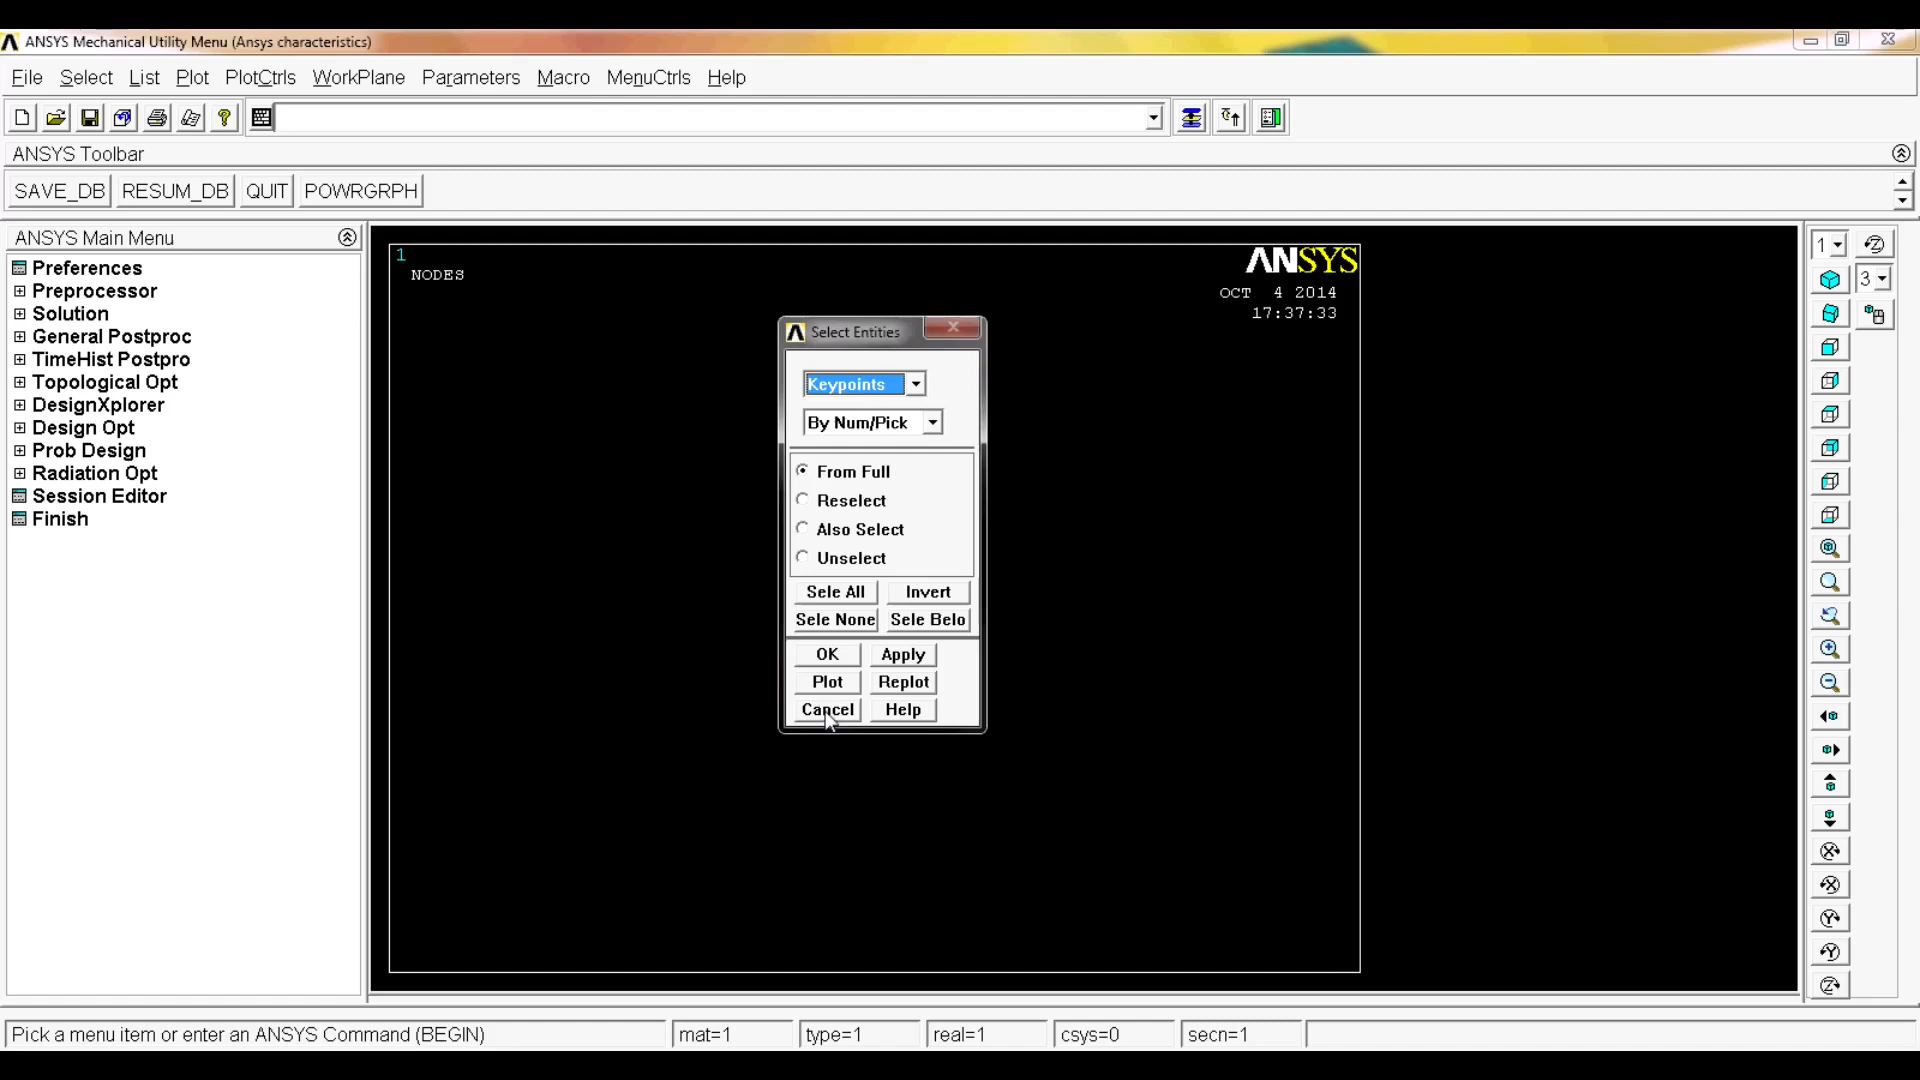 ANSYS Mechanical Utility Menu (Ansys characteristics)
File Select List Plot PlotCtrls WorkPlane Parameters Macro MenuCtrls Help
ANSYS Toolbar
SAVE_DB RESUM_DB QUIT POWRGRPH
ANSYS Main Menu
Preferences
Preprocessor
Solution
General Postproc
TimeHist Postpro
Topological Opt
DesignXplorer
Design Opt
Prob Design
Radiation Opt
Session Editor
Finish
1
NODES
ANSYS
OCT 4 2014
17:37:33
Select Entities
Keypoints
By Num/Pick
From Full
Reselect
Also Select
Unselect
Sele All Invert
Sele None Sele Belo
OK Apply
Plot Replot
Cancel Help
1
3
Pick a menu item or enter an ANSYS Command (BEGIN) mat=1 type=1 real=1 csys=0 secn=1